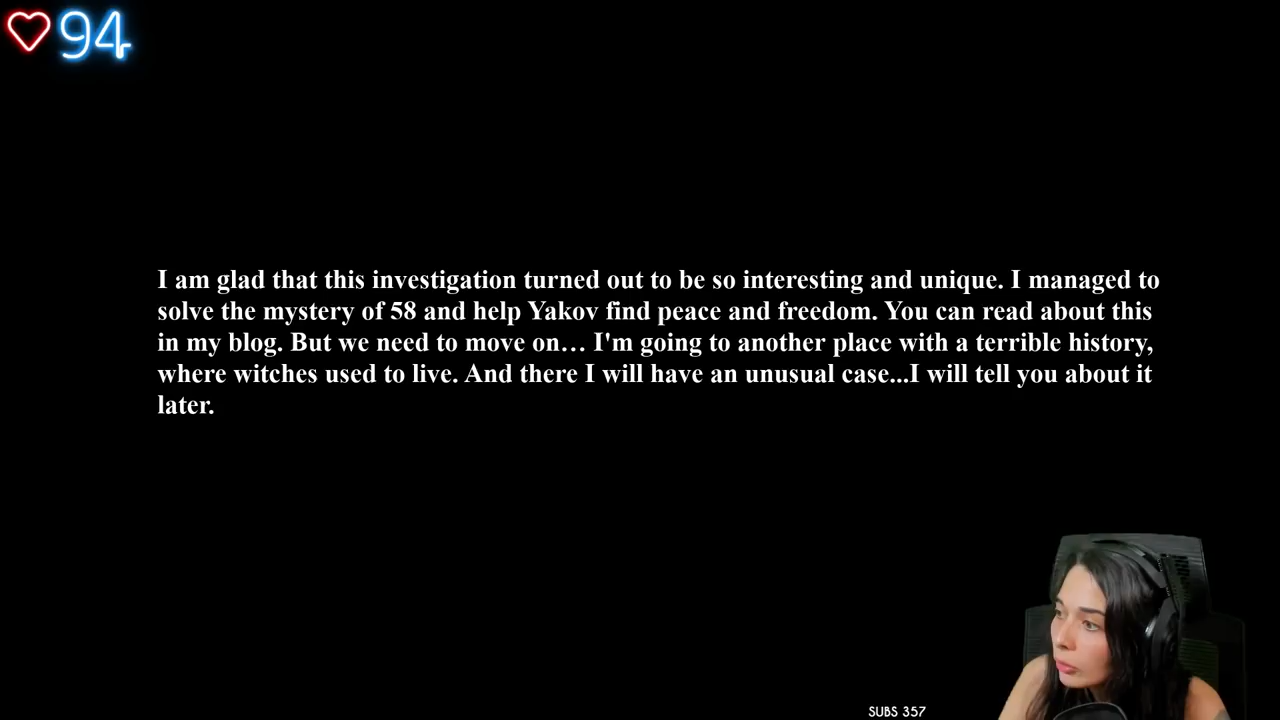 94
I am glad that this investigation turned out to be so interesting and unique. I managed to
solve the mystery of 58 and help Yakov find peace and freedom. You can read about this
in my blog. But we need to move on… I'm going to another place with a terrible history,
where witches used to live. And there I will have an unusual case...I will tell you about it
later.
SUBS 357